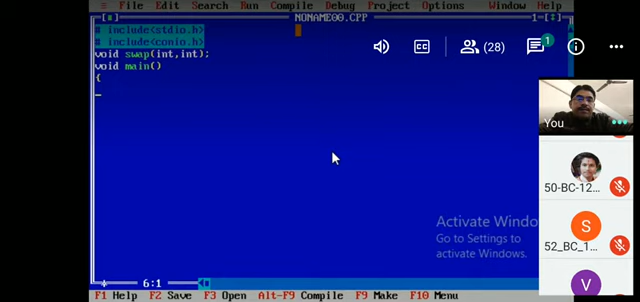 ≡ File Edit Search Run Compile Debug Project Options Window Help
[■] NONAME00.CPP 1=[↕]
# include<stdio.h>
# include<conio.h>
void swap(int,int);
void main()
{
(28)
1
You
50-BC-12...
S
52_BC_1...
V
Activate Windo
Go to Settings to
activate Windows.
* 6:1
F1 Help F2 Save F3 Open Alt-F9 Compile F9 Make F10 Menu